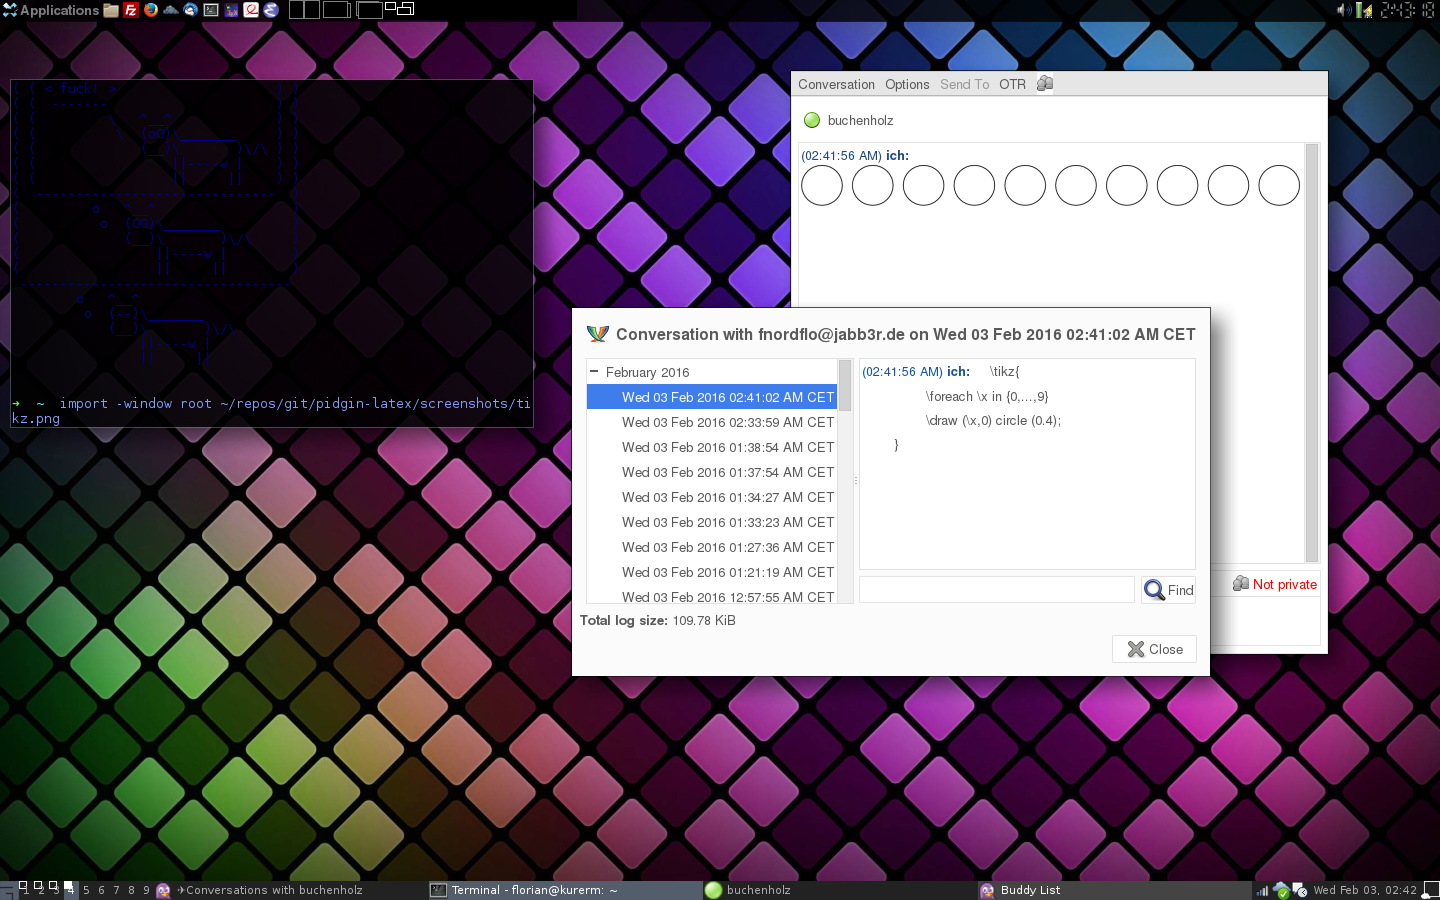 Applications
24:13:18
< fuck! >
➜  ~  import -window root ~/repos/git/pidgin-latex/screenshots/ti
kz.png
Conversation Options Send To OTR
buchenholz
(02:41:56 AM) ich:
Conversation with fnordflo@jabb3r.de on Wed 03 Feb 2016 02:41:02 AM CET
February 2016
Wed 03 Feb 2016 02:41:02 AM CET
Wed 03 Feb 2016 02:33:59 AM CET
Wed 03 Feb 2016 01:38:54 AM CET
Wed 03 Feb 2016 01:37:54 AM CET
Wed 03 Feb 2016 01:34:27 AM CET
Wed 03 Feb 2016 01:33:23 AM CET
Wed 03 Feb 2016 01:27:36 AM CET
Wed 03 Feb 2016 01:21:19 AM CET
Wed 03 Feb 2016 12:57:55 AM CET
(02:41:56 AM) ich: \tikz{
\foreach \x in {0,...,9}
\draw (\x,0) circle (0.4);
}
Find
Total log size: 109.78 KiB
Close
Not private
1 2 3 4 5 6 7 8 9
✈Conversations with buchenholz
Terminal - florian@kurerm: ~
buchenholz
Buddy List
Wed Feb 03, 02:42